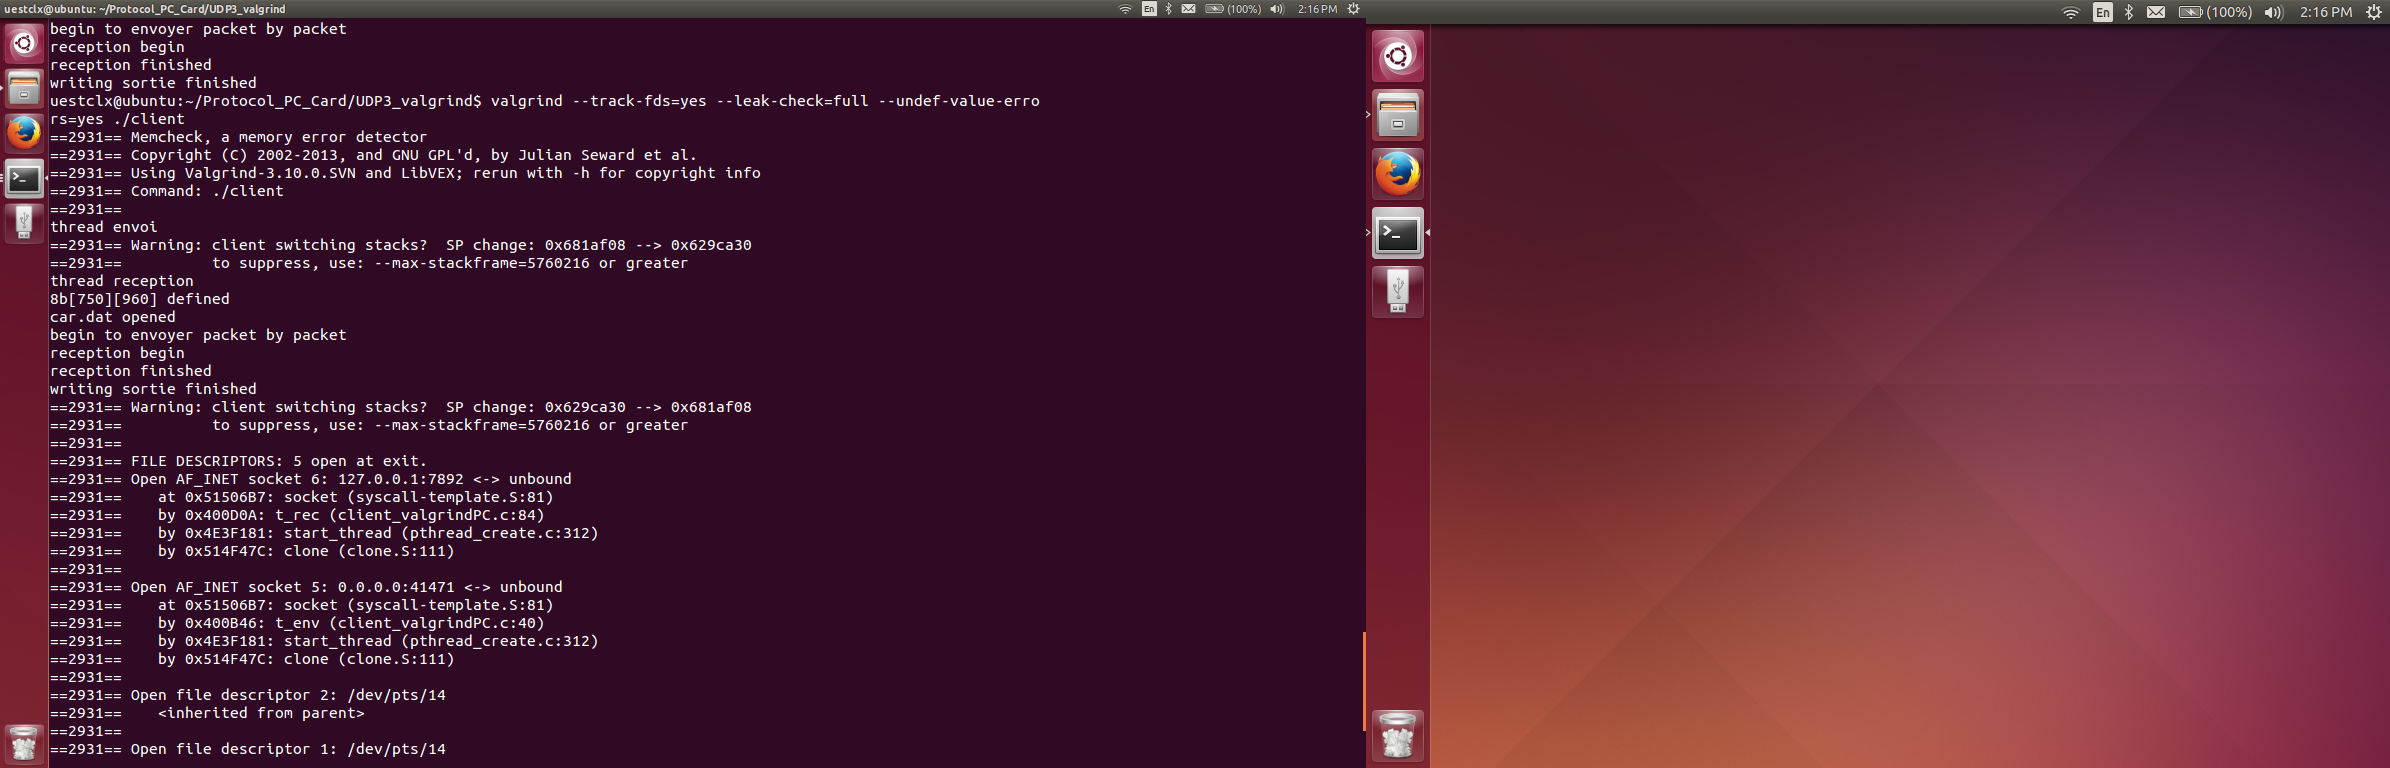 uestclx@ubuntu: ~/Protocol_PC_Card/UDP3_valgrind
En
(100%)
2:16 PM
En
(100%)
2:16 PM
begin to envoyer packet by packet
reception begin
reception finished
writing sortie finished
uestclx@ubuntu:~/Protocol_PC_Card/UDP3_valgrind$ valgrind --track-fds=yes --leak-check=full --undef-value-erro
rs=yes ./client
==2931== Memcheck, a memory error detector
==2931== Copyright (C) 2002-2013, and GNU GPL'd, by Julian Seward et al.
==2931== Using Valgrind-3.10.0.SVN and LibVEX; rerun with -h for copyright info
==2931== Command: ./client
==2931==
thread envoi
==2931== Warning: client switching stacks?  SP change: 0x681af08 --> 0x629ca30
==2931==          to suppress, use: --max-stackframe=5760216 or greater
thread reception
8b[750][960] defined
car.dat opened
begin to envoyer packet by packet
reception begin
reception finished
writing sortie finished
==2931== Warning: client switching stacks?  SP change: 0x629ca30 --> 0x681af08
==2931==          to suppress, use: --max-stackframe=5760216 or greater
==2931==
==2931== FILE DESCRIPTORS: 5 open at exit.
==2931== Open AF_INET socket 6: 127.0.0.1:7892 <-> unbound
==2931==    at 0x51506B7: socket (syscall-template.S:81)
==2931==    by 0x400D0A: t_rec (client_valgrindPC.c:84)
==2931==    by 0x4E3F181: start_thread (pthread_create.c:312)
==2931==    by 0x514F47C: clone (clone.S:111)
==2931==
==2931== Open AF_INET socket 5: 0.0.0.0:41471 <-> unbound
==2931==    at 0x51506B7: socket (syscall-template.S:81)
==2931==    by 0x400B46: t_env (client_valgrindPC.c:40)
==2931==    by 0x4E3F181: start_thread (pthread_create.c:312)
==2931==    by 0x514F47C: clone (clone.S:111)
==2931==
==2931== Open file descriptor 2: /dev/pts/14
==2931==    <inherited from parent>
==2931==
==2931== Open file descriptor 1: /dev/pts/14